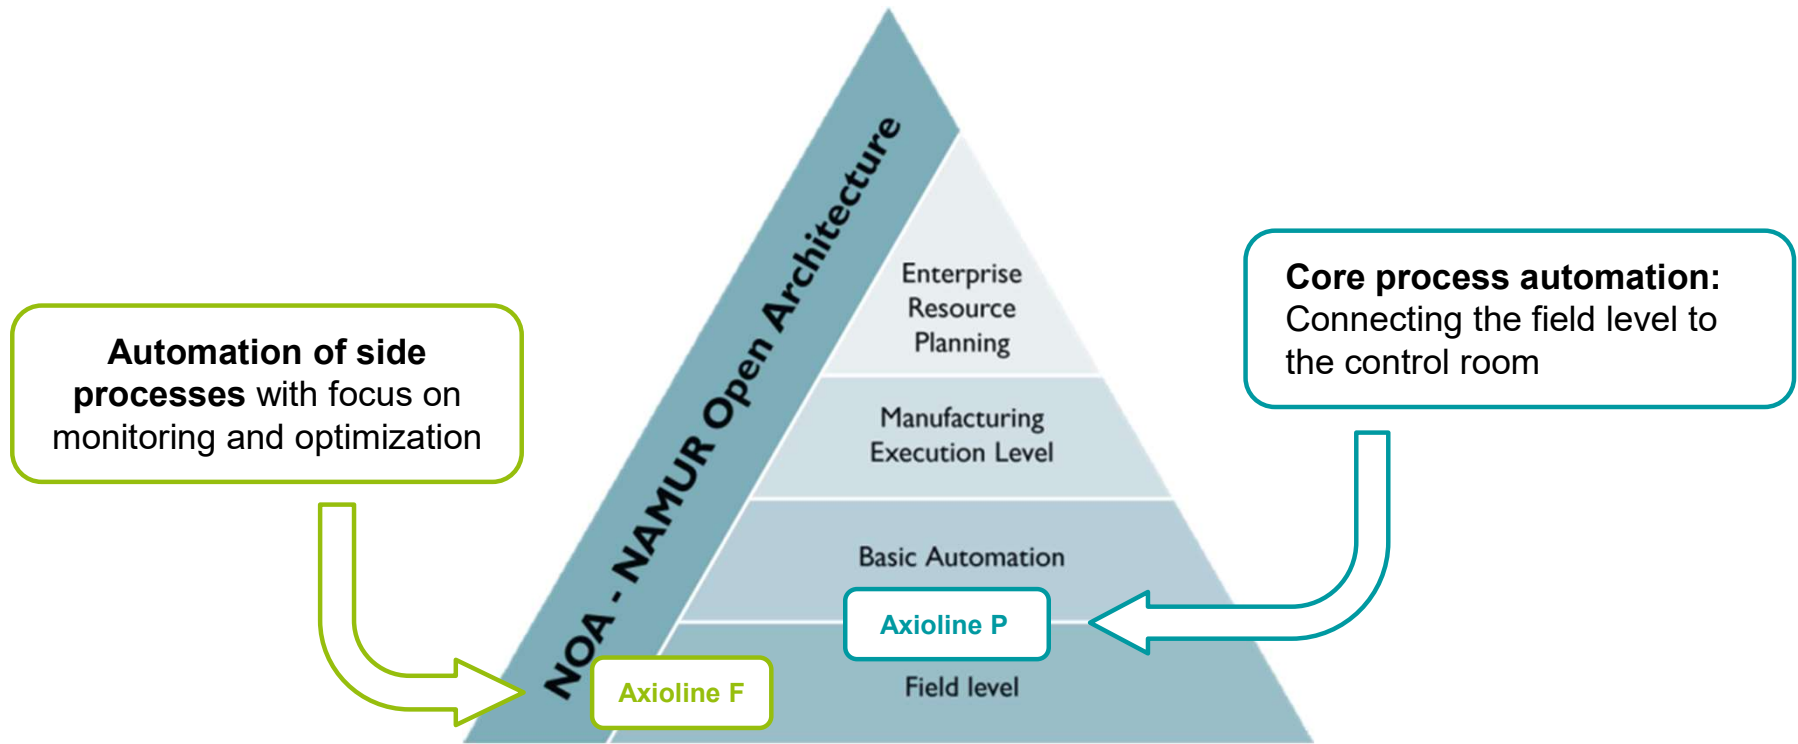 NOA - NAMUR Open Architecture
Enterprise
Resource
Planning
Manufacturing
Execution Level
Basic Automation
Field level
Automation of side
processes with focus on
monitoring and optimization
Axioline F
Core process automation:
Connecting the field level to
the control room
Axioline P